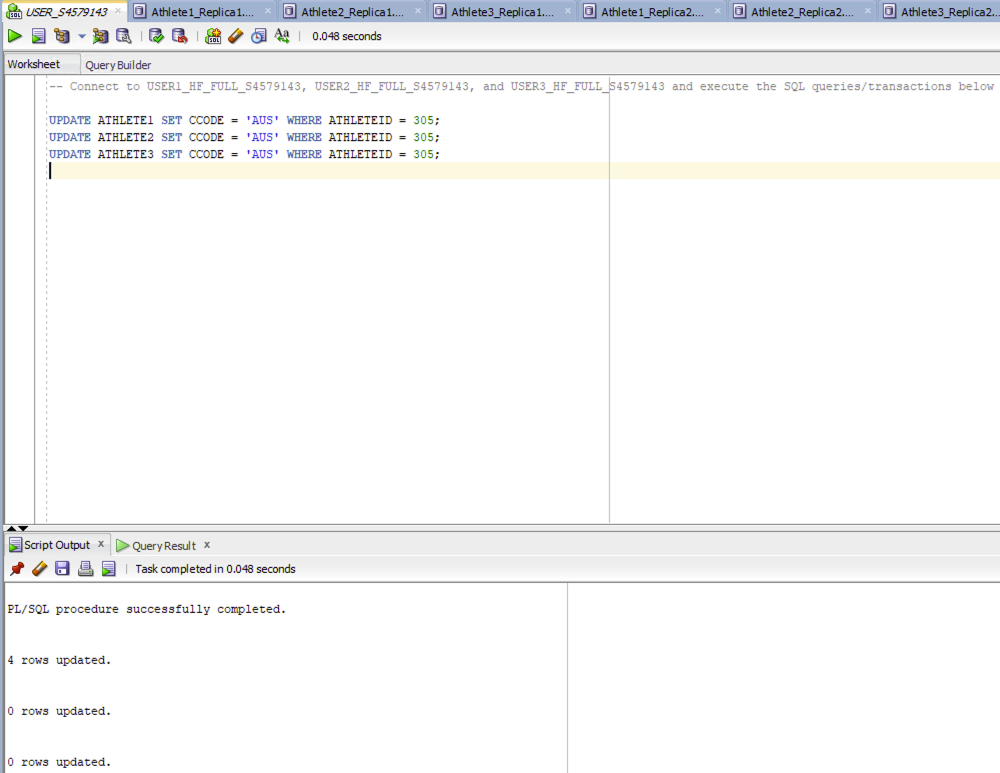 USER_S4579143 Athlete1_Replica1.... Athlete2_Replica1.... Athlete3_Replica1.... Athlete1_Replica2.... Athlete2_Replica2.... Athlete3_Replica2...
SQL SQL Aa 0.048 seconds
Worksheet Query Builder
-- Connect to USER1_HF_FULL_S4579143, USER2_HF_FULL_S4579143, and USER3_HF_FULL_S4579143 and execute the SQL queries/transactions below
UPDATE ATHLETE1 SET CCODE = 'AUS' WHERE ATHLETEID = 305;
UPDATE ATHLETE2 SET CCODE = 'AUS' WHERE ATHLETEID = 305;
UPDATE ATHLETE3 SET CCODE = 'AUS' WHERE ATHLETEID = 305;
Script Output x Query Result x
Task completed in 0.048 seconds
PL/SQL procedure successfully completed.
4 rows updated.
0 rows updated.
0 rows updated.